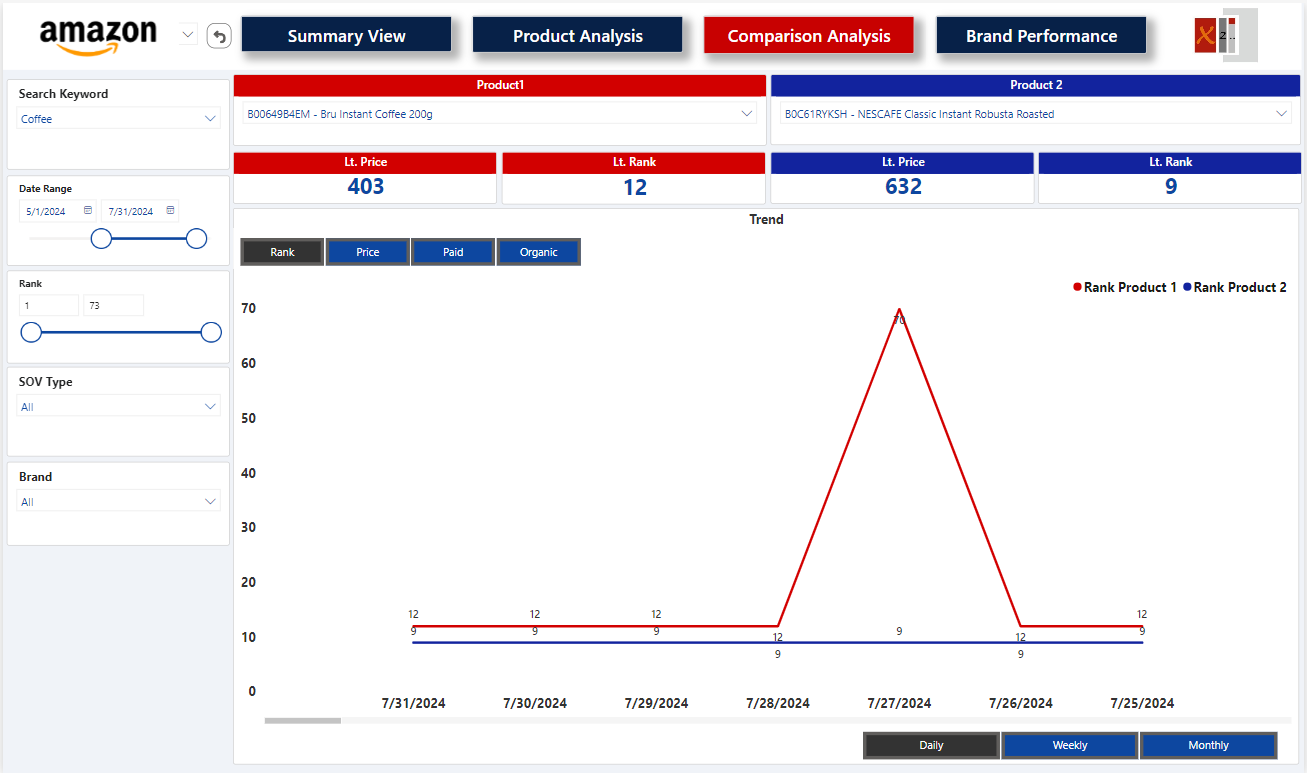 amazon
Summary View
Product Analysis
Comparison Analysis
Brand Performance
X
Z ..
Search Keyword
Coffee
Date Range
5/1/2024 7/31/2024
Rank
1 73
SOV Type
All
Brand
All
Product1
B00649B4EM - Bru Instant Coffee 200g
Product 2
B0C61RYKSH - NESCAFE Classic Instant Robusta Roasted
Lt. Price
403
Lt. Rank
12
Lt. Price
632
Lt. Rank
9
Trend
Rank Price Paid Organic
Rank Product 1 Rank Product 2
70
60
50
40
30
20
10
0
70
12 12 12 12 12 12
9 9 9 9 9 9 9
7/31/2024 7/30/2024 7/29/2024 7/28/2024 7/27/2024 7/26/2024 7/25/2024
Daily Weekly Monthly